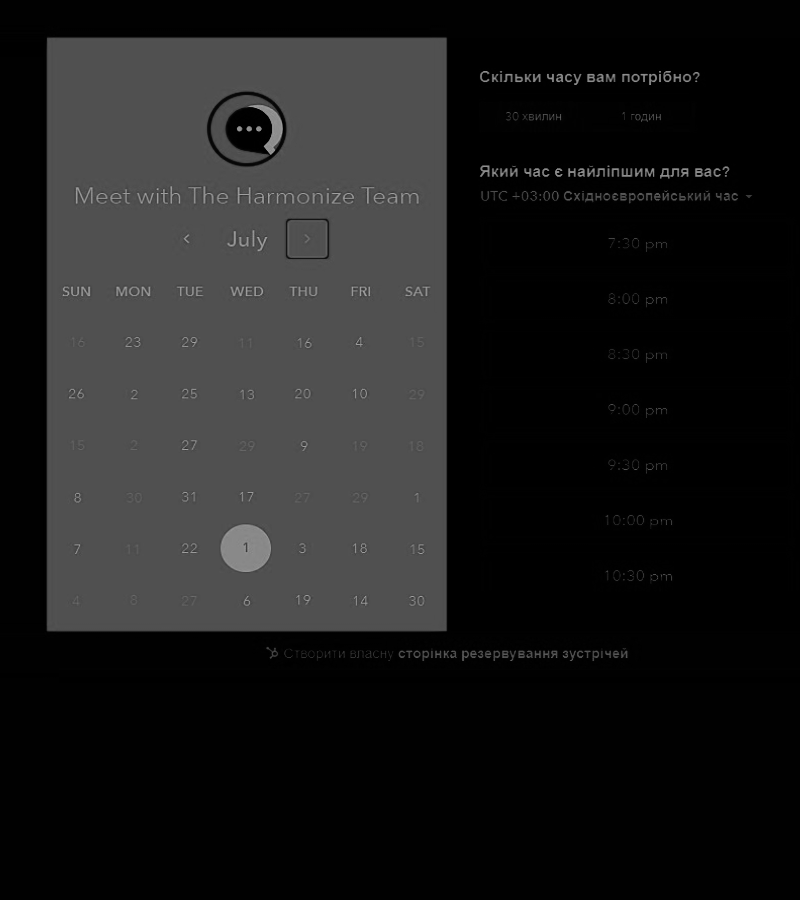 Meet with The Harmonize Team
July
SUN MON TUE WED THU FRI SAT
16 23 29 11 16 4 15
26 2 25 13 20 10 29
15 2 27 29 9 19 18
8 30 31 17 27 29 1
7 11 22 1 3 18 15
4 6 27 6 19 14 30
Скільки часу вам потрібно?
30 хвилин 1 годин
Який час є найліпшим для вас?
UTC +03:00 Східноєвропейський час
7:30 pm
8:00 pm
8:30 pm
9:00 pm
9:30 pm
10:00 pm
10:30 pm
Створити власну сторінка резервування зустрічей